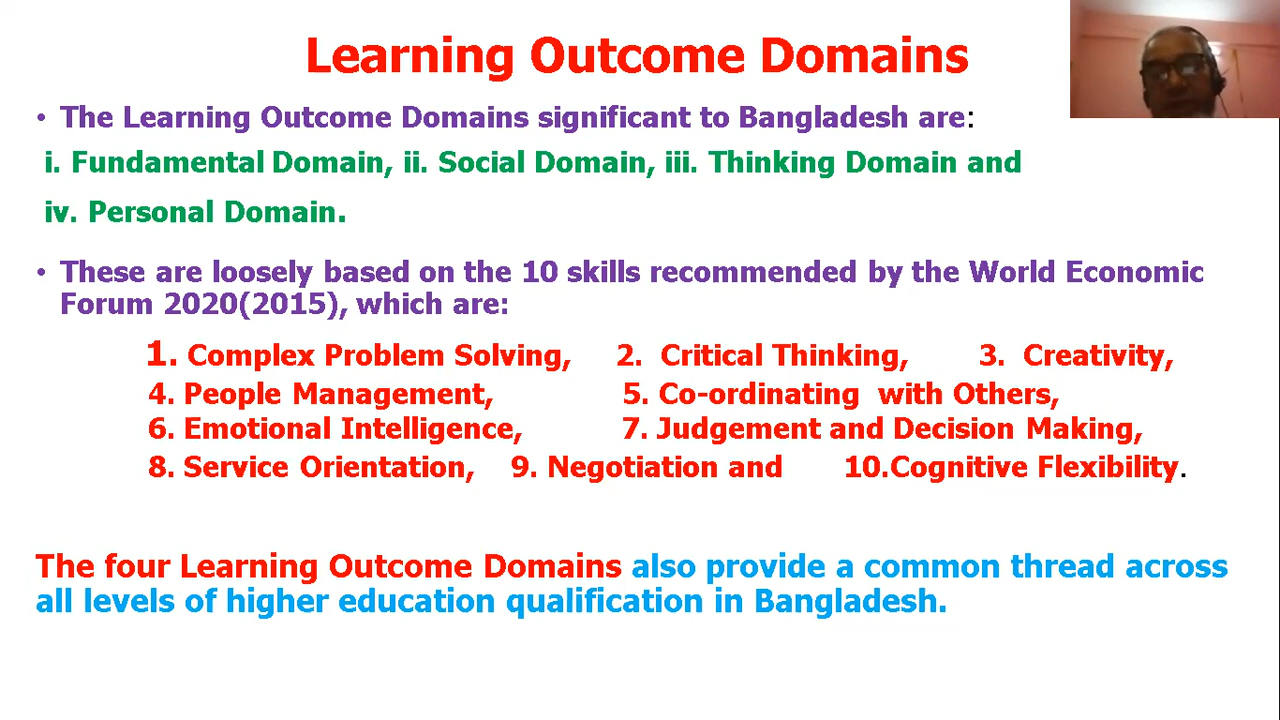 Learning Outcome Domains
• The Learning Outcome Domains significant to Bangladesh are:
i. Fundamental Domain, ii. Social Domain, iii. Thinking Domain and
iv. Personal Domain.
• These are loosely based on the 10 skills recommended by the World Economic
Forum 2020(2015), which are:
1. Complex Problem Solving, 2. Critical Thinking, 3. Creativity,
4. People Management, 5. Co-ordinating with Others,
6. Emotional Intelligence, 7. Judgement and Decision Making,
8. Service Orientation, 9. Negotiation and 10.Cognitive Flexibility.
The four Learning Outcome Domains also provide a common thread across
all levels of higher education qualification in Bangladesh.